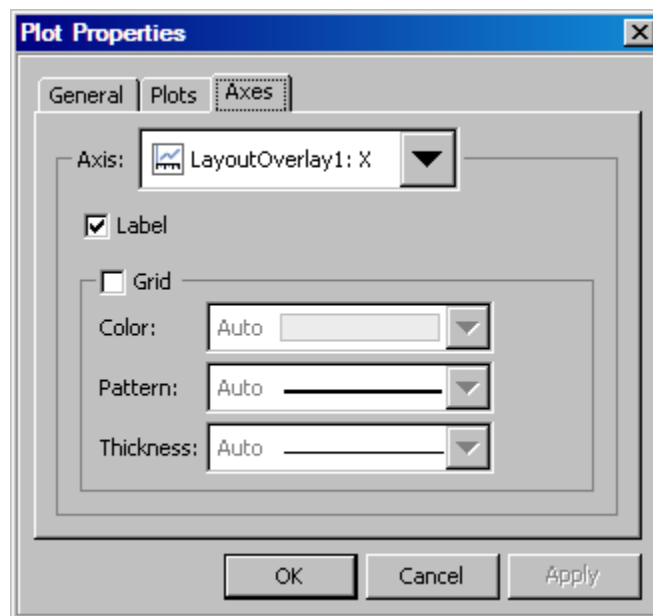 Plot Properties
General Plots Axes
Axis: LayoutOverlay1: X
Label
Grid
Color: Auto
Pattern: Auto
Thickness: Auto
OK Cancel Apply